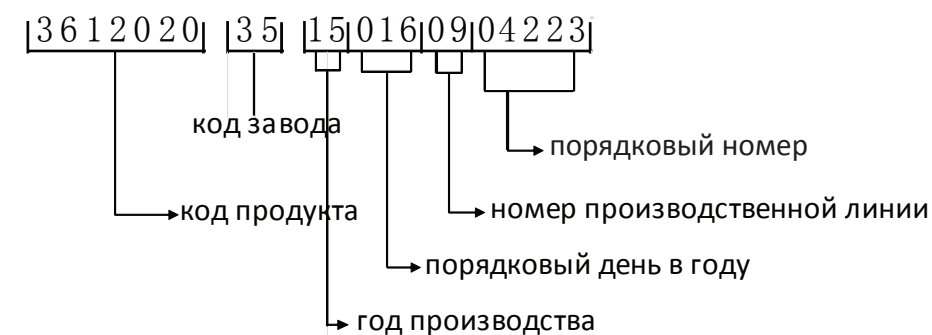 3612020 35 15 016 09 04223
код завода
порядковый номер
код продукта
номер производственной линии
порядковый день в году
год производства